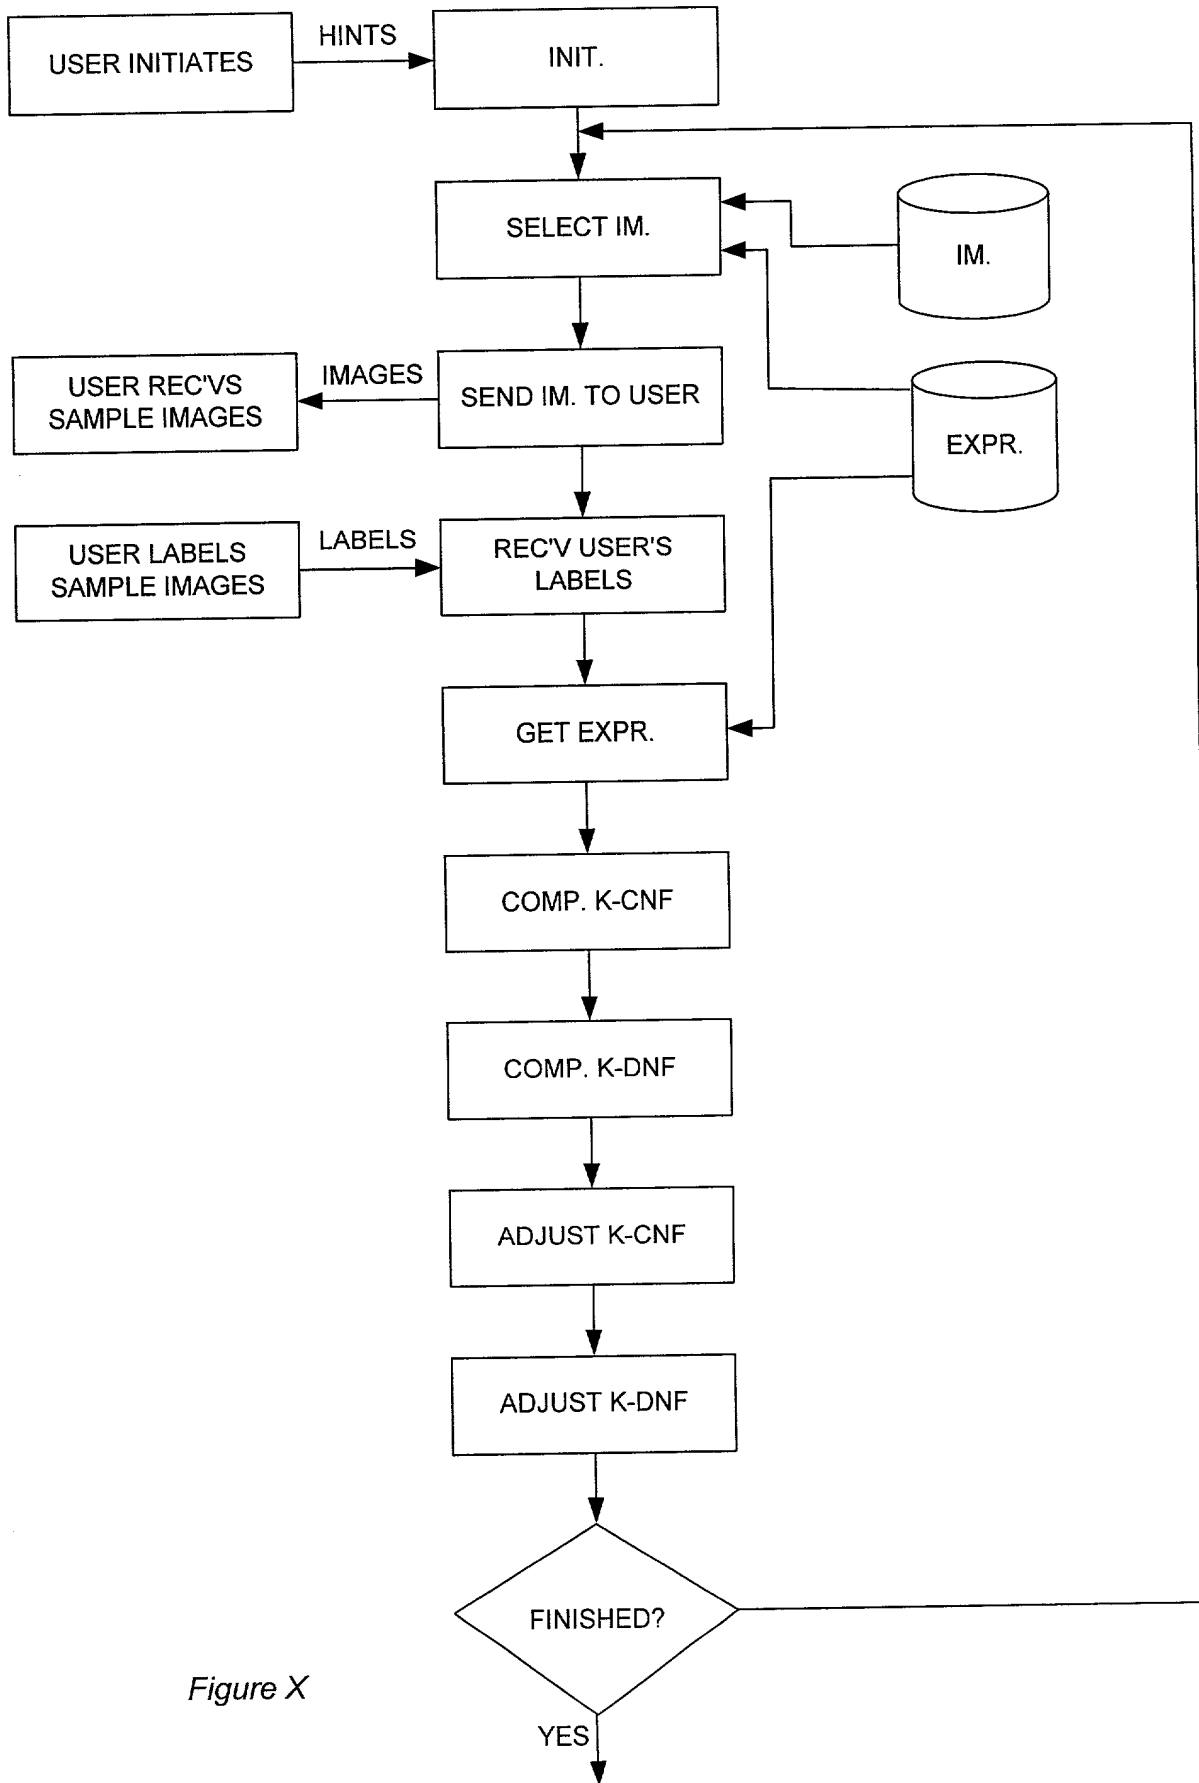 USER INITIATES
HINTS
INIT.
SELECT IM.
IM.
USER REC'VS
SAMPLE IMAGES
IMAGES
SEND IM. TO USER
EXPR.
USER LABELS
SAMPLE IMAGES
LABELS
REC'V USER'S
LABELS
GET EXPR.
COMP. K-CNF
COMP. K-DNF
ADJUST K-CNF
ADJUST K-DNF
FINISHED?
Figure X
YES